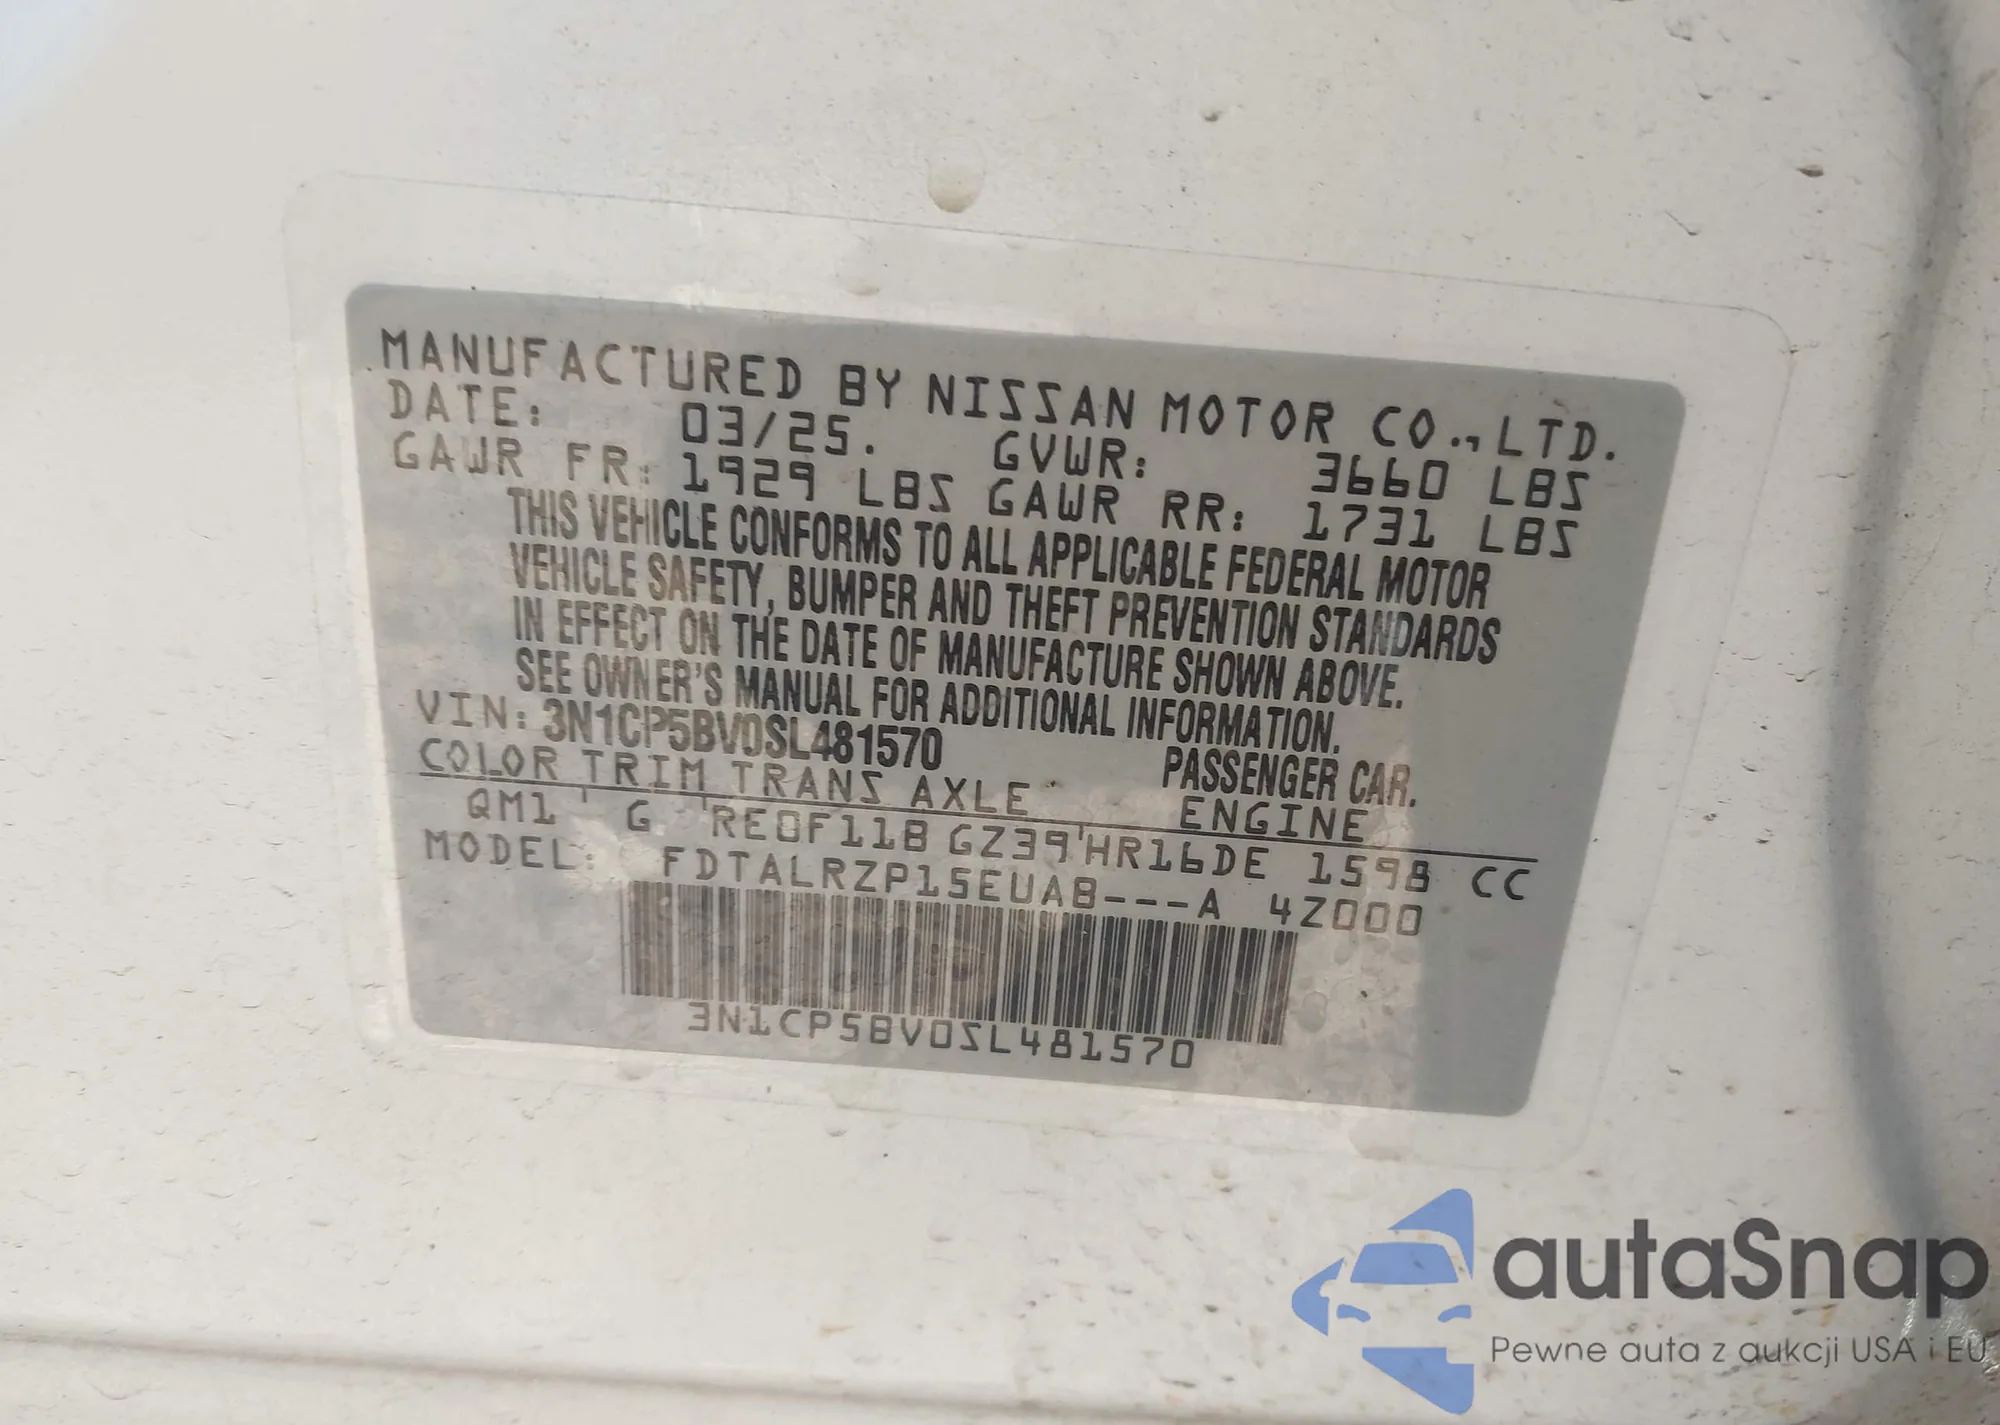 MANUFACTURED BY NISSAN MOTOR CO., LTD.
DATE: 03/25. GVWR: 3660 LBS
GAWR FR: 1929 LBS GAWR RR: 1731 LBS
THIS VEHICLE CONFORMS TO ALL APPLICABLE FEDERAL MOTOR
VEHICLE SAFETY, BUMPER AND THEFT PREVENTION STANDARDS
IN EFFECT ON THE DATE OF MANUFACTURE SHOWN ABOVE.
SEE OWNER'S MANUAL FOR ADDITIONAL INFORMATION.
VIN: 3N1CP5BV0SL481570 PASSENGER CAR.
COLOR TRIM TRANS AXLE ENGINE
QM1 G RE0F11B GZ39 HR16DE 1598 CC
MODEL: FDTALRZP15EUAB---A 4Z000
3N1CP5BV0SL481570
autaSnap
Pewne auta z aukcji USA i EU